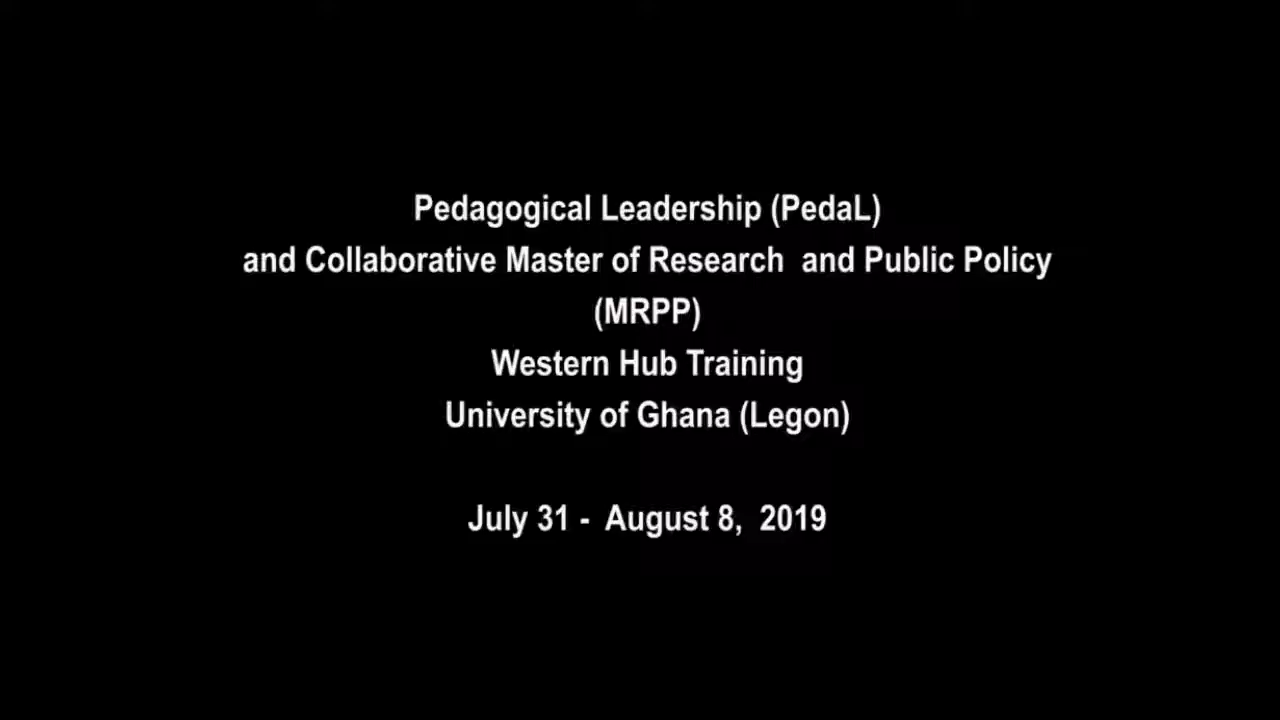 Pedagogical Leadership (PedaL)
and Collaborative Master of Research  and Public Policy
(MRPP)
Western Hub Training
University of Ghana (Legon)
July 31 -  August 8,  2019